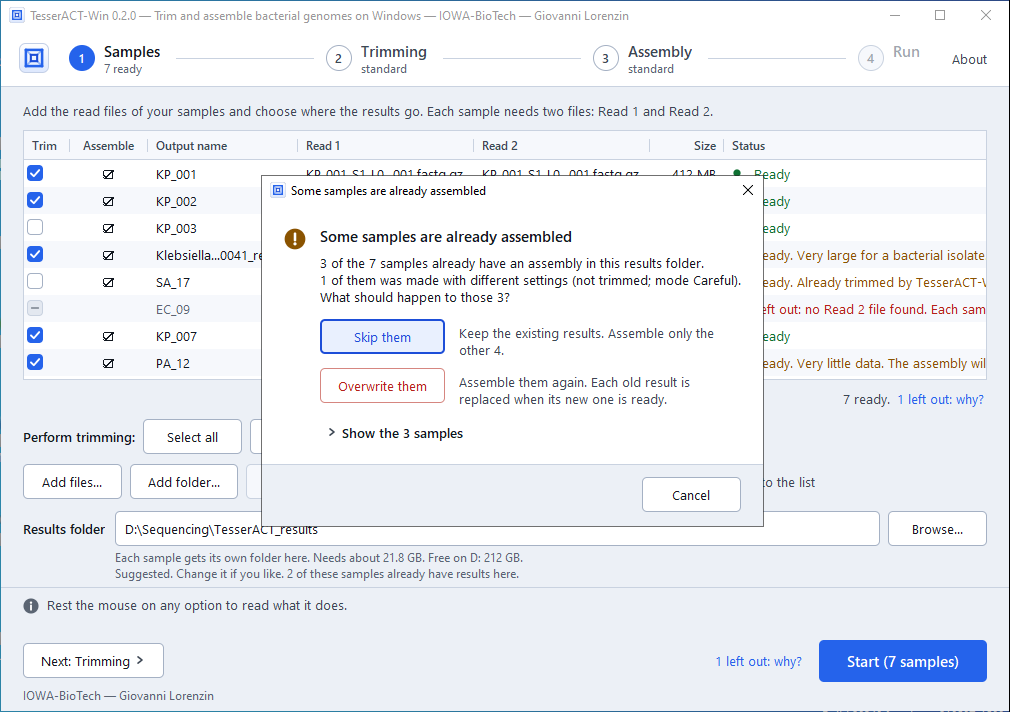 TesserACT-Win 0.2.0 — Trim and assemble bacterial genomes on Windows — IOWA-BioTech — Giovanni Lorenzin
1 Samples
7 ready
2 Trimming
standard
3 Assembly
standard
4 Run
About
Add the read files of your samples and choose where the results go. Each sample needs two files: Read 1 and Read 2.
Trim Assemble Output name Read 1 Read 2 Size Status
KP_001 KP_001_S1_L0...001.fastq.gz KP_001_S1_L0...001.fastq.gz 412 MB Ready
KP_002 eady
KP_003 eady
Klebsiella...0041_re eady. Very large for a bacterial isolate
SA_17 eady. Already trimmed by TesserACT-W
EC_09 eft out: no Read 2 file found. Each sam
KP_007 eady
PA_12 eady. Very little data. The assembly wil
Some samples are already assembled
Some samples are already assembled
3 of the 7 samples already have an assembly in this results folder.
1 of them was made with different settings (not trimmed; mode Careful).
What should happen to those 3?
Skip them
Keep the existing results. Assemble only the
other 4.
Overwrite them
Assemble them again. Each old result is
replaced when its new one is ready.
> Show the 3 samples
Cancel
7 ready. 1 left out: why?
Perform trimming: Select all
Add files... Add folder... to the list
Results folder D:\Sequencing\TesserACT_results Browse...
Each sample gets its own folder here. Needs about 21.8 GB. Free on D: 212 GB.
Suggested. Change it if you like. 2 of these samples already have results here.
Rest the mouse on any option to read what it does.
Next: Trimming > 1 left out: why? Start (7 samples)
IOWA-BioTech — Giovanni Lorenzin